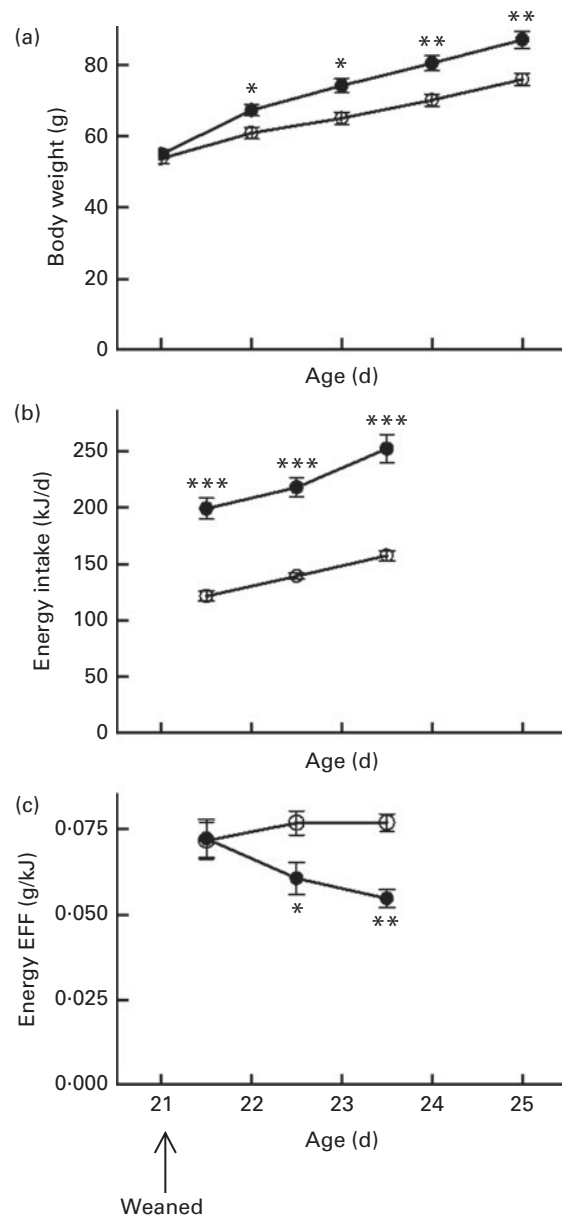 (a)
*
*
**
**
80
60
40
20
0
Body weight (g)
Age (d)
(b)
***
***
***
250
200
150
100
50
0
Energy intake (kJ/d)
Age (d)
(c)
0·075
0·050
0·025
0·000
Energy EFF (g/kJ)
*
**
21 22 23 24 25
Age (d)
Weaned